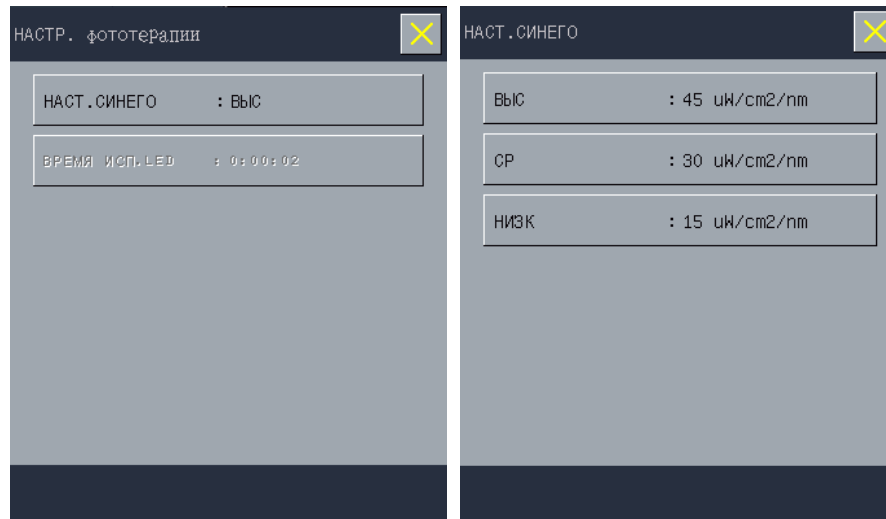 НАСТР. фототерапии
НАСТ.СИНЕГО : ВЫС
ВРЕМЯ ИСП.LED : 0:00:02
НАСТ.СИНЕГО
ВЫС : 45 uW/cm2/nm
СР : 30 uW/cm2/nm
НИЗК : 15 uW/cm2/nm